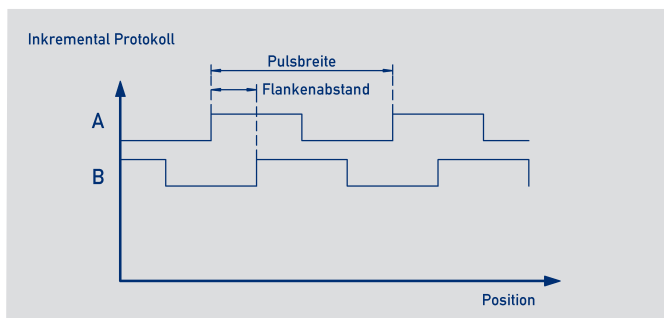 Inkremental Protokoll
Pulsbreite
Flankenabstand
A
B
Position